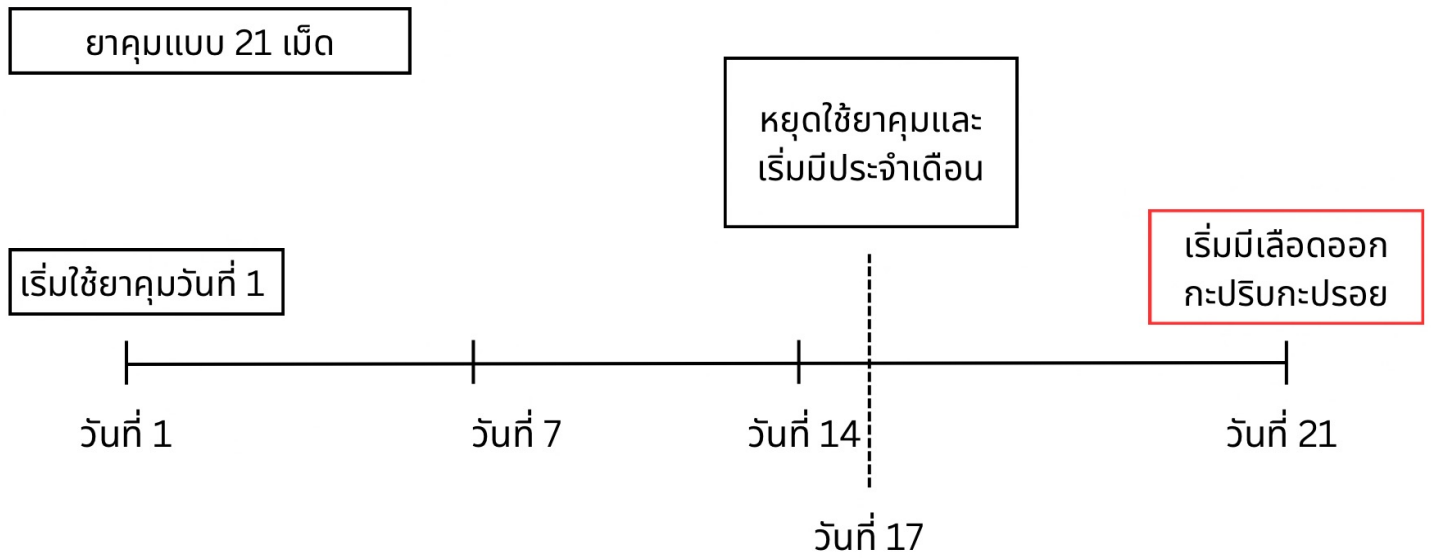 ยาคุมแบบ 21 เม็ด
หยุดใช้ยาคุมและ
เริ่มมีประจำเดือน
เริ่มมีเลือดออก
กะปริบกะปรอย
เริ่มใช้ยาคุมวันที่ 1
วันที่ 1
วันที่ 7
วันที่ 14
วันที่ 21
วันที่ 17